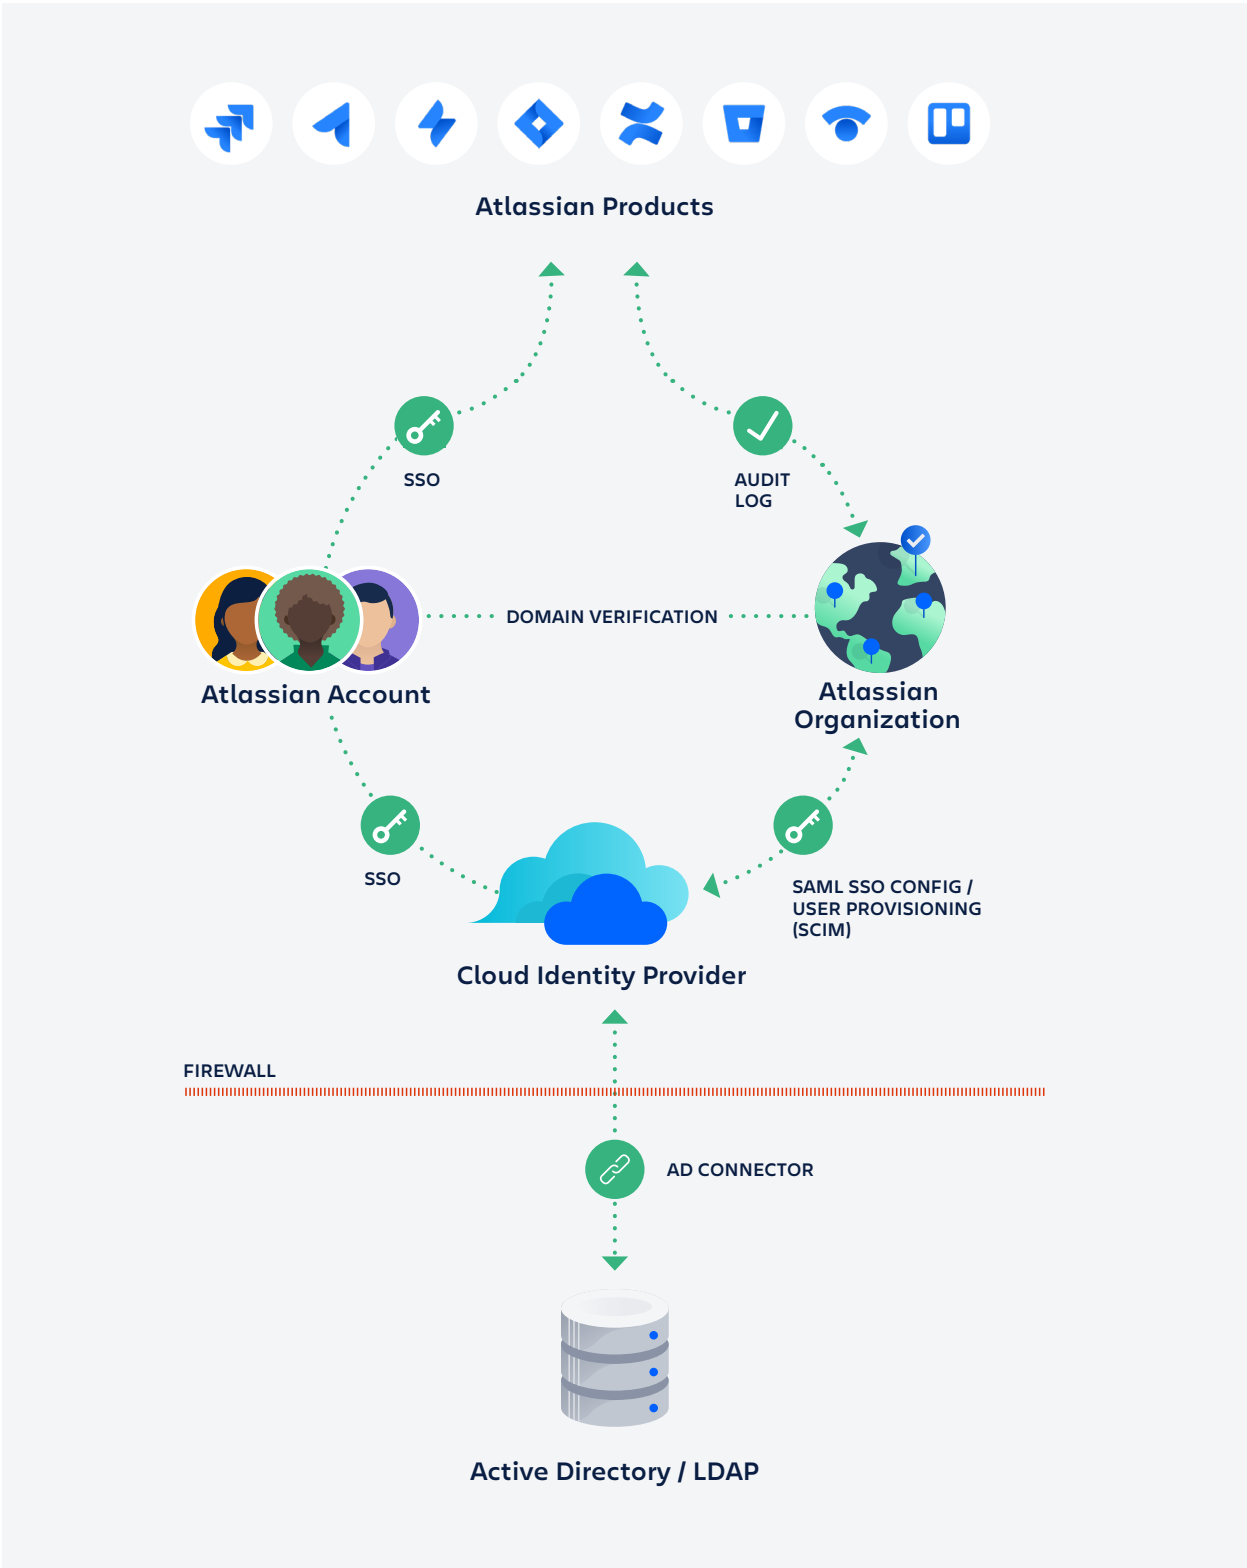 Atlassian Products
SSO
AUDIT
LOG
DOMAIN VERIFICATION
Atlassian Account
Atlassian
Organization
SSO
SAML SSO CONFIG /
USER PROVISIONING
(SCIM)
Cloud Identity Provider
FIREWALL
AD CONNECTOR
Active Directory / LDAP